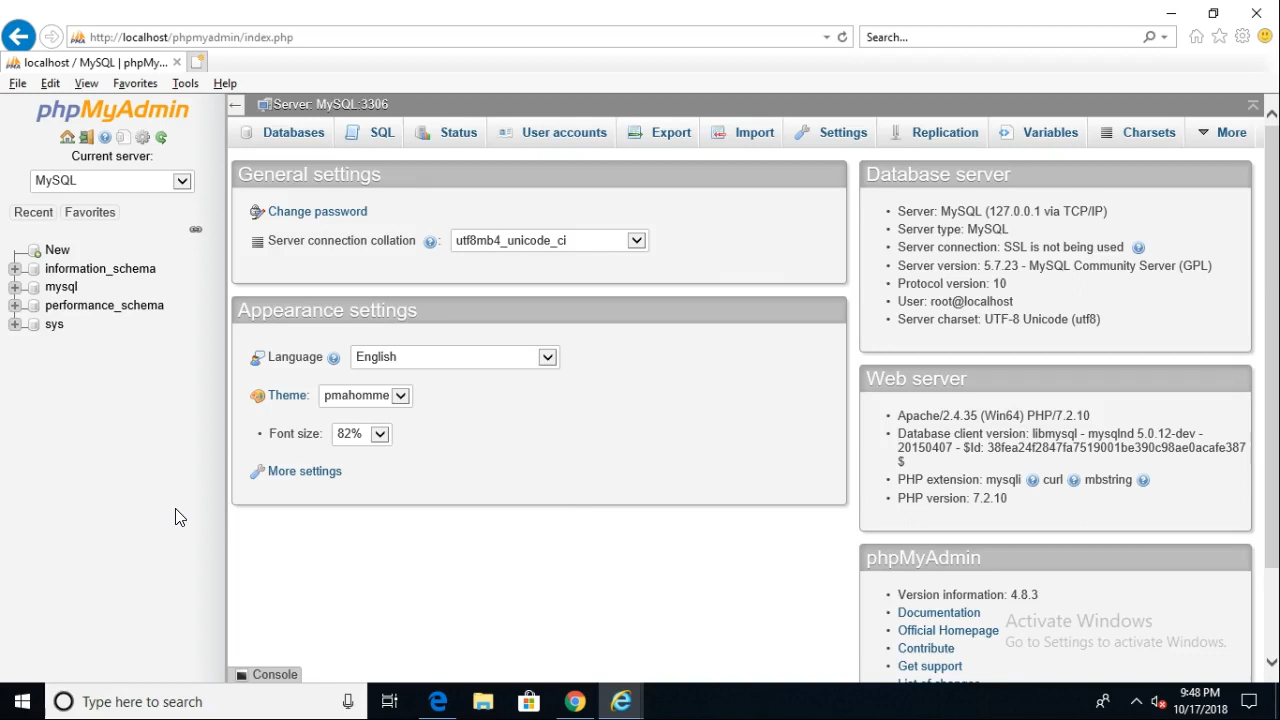 http://localhost/phpmyadmin/index.php
Search...
localhost / MySQL | phpMy...
File Edit View Favorites Tools Help
phpMyAdmin
Server: MySQL:3306
Databases SQL Status User accounts Export Import Settings Replication Variables Charsets More
Current server:
MySQL
Recent Favorites
New
information_schema
mysql
performance_schema
sys
General settings
Change password
Server connection collation : utf8mb4_unicode_ci
Appearance settings
Language English
Theme: pmahomme
• Font size: 82%
More settings
Database server
• Server: MySQL (127.0.0.1 via TCP/IP)
• Server type: MySQL
• Server connection: SSL is not being used
• Server version: 5.7.23 - MySQL Community Server (GPL)
• Protocol version: 10
• User: root@localhost
• Server charset: UTF-8 Unicode (utf8)
Web server
• Apache/2.4.35 (Win64) PHP/7.2.10
• Database client version: libmysql - mysqlnd 5.0.12-dev -
20150407 - $Id: 38fea24f2847fa7519001be390c98ae0acafe387
$
• PHP extension: mysqli curl mbstring
• PHP version: 7.2.10
phpMyAdmin
• Version information: 4.8.3
• Documentation
• Official Homepage
• Contribute
• Get support
• List of changes
Activate Windows
Go to Settings to activate Windows.
Console
Type here to search
9:48 PM
10/17/2018